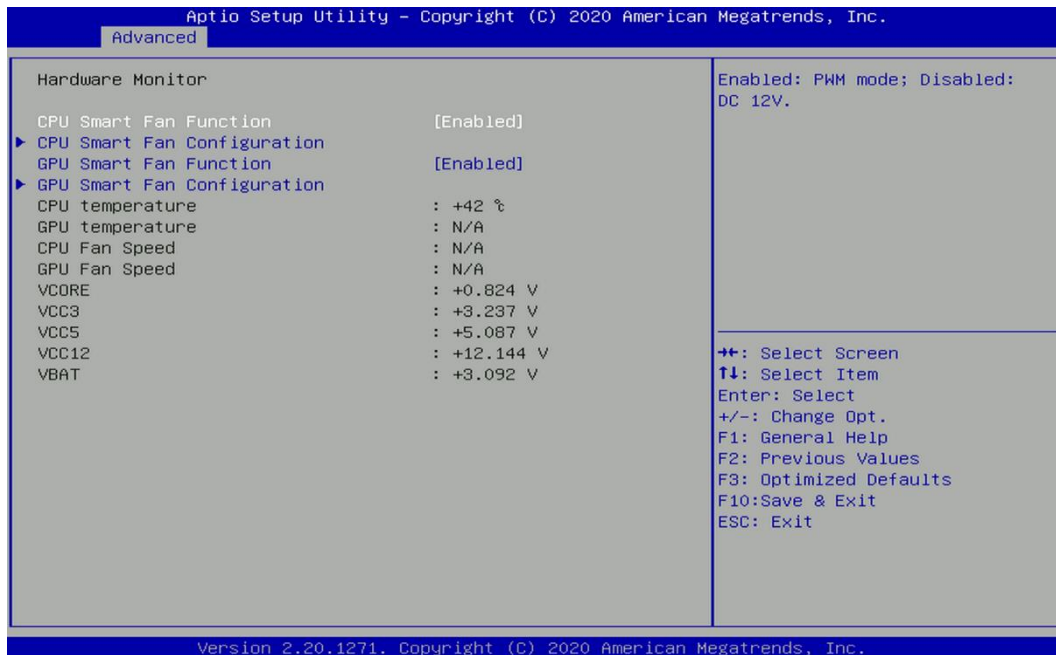 Aptio Setup Utility – Copyright (C) 2020 American Megatrends, Inc.
Advanced
Hardware Monitor
CPU Smart Fan Function [Enabled]
▶ CPU Smart Fan Configuration
GPU Smart Fan Function [Enabled]
▶ GPU Smart Fan Configuration
CPU temperature : +42 ℃
GPU temperature : N/A
CPU Fan Speed : N/A
GPU Fan Speed : N/A
VCORE : +0.824 V
VCC3 : +3.237 V
VCC5 : +5.087 V
VCC12 : +12.144 V
VBAT : +3.092 V
Enabled: PWM mode; Disabled:
DC 12V.
→←: Select Screen
↑↓: Select Item
Enter: Select
+/-: Change Opt.
F1: General Help
F2: Previous Values
F3: Optimized Defaults
F10:Save & Exit
ESC: Exit
Version 2.20.1271. Copyright (C) 2020 American Megatrends, Inc.